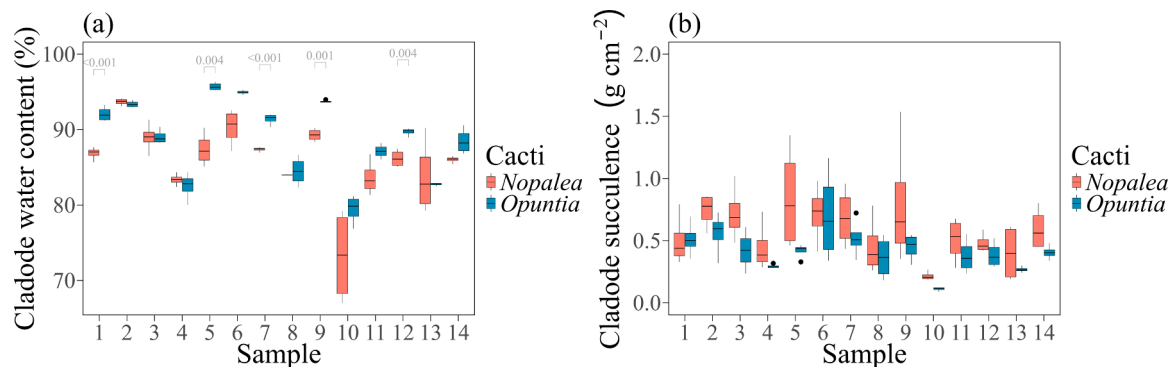 (a)
Cladode water content (%)
100
90
80
70
<0.001
0.004
<0.001
0.001
0.004
1 2 3 4 5 6 7 8 9 10 11 12 13 14
Sample
Cacti
Nopalea
Opuntia
(b)
Cladode succulence (g cm⁻²)
2.0
1.5
1.0
0.5
0.0
1 2 3 4 5 6 7 8 9 10 11 12 13 14
Sample
Cacti
Nopalea
Opuntia